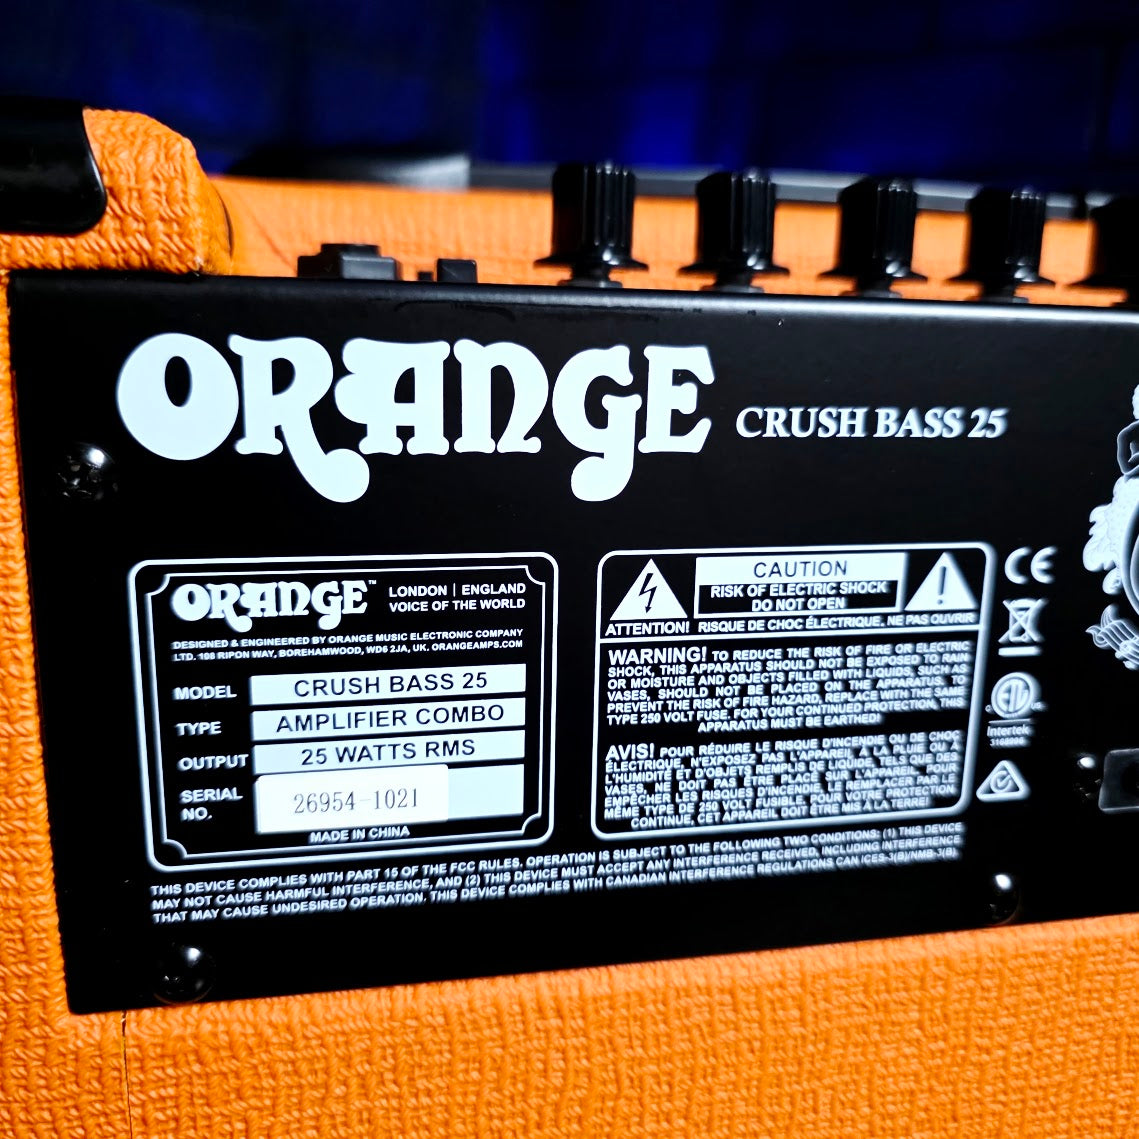 ORANGE CRUSH BASS 25
ORANGE™ LONDON | ENGLAND
VOICE OF THE WORLD
DESIGNED & ENGINEERED BY ORANGE MUSIC ELECTRONIC COMPANY
LTD. 108 RIPON WAY, BOREHAMWOOD, WD6 2JA, UK. ORANGEAMPS.COM
MODEL CRUSH BASS 25
TYPE AMPLIFIER COMBO
OUTPUT 25 WATTS RMS
SERIAL
NO. 26954-1021
MADE IN CHINA
CAUTION
RISK OF ELECTRIC SHOCK
DO NOT OPEN
ATTENTION! RISQUE DE CHOC ÉLECTRIQUE, NE PAS OUVRIR
WARNING! TO REDUCE THE RISK OF FIRE OR ELECTRIC
SHOCK, THIS APPARATUS SHOULD NOT BE EXPOSED TO RAIN
OR MOISTURE AND OBJECTS FILLED WITH LIQUIDS, SUCH AS
VASES, SHOULD NOT BE PLACED ON THE APPARATUS. TO
PREVENT THE RISK OF FIRE HAZARD, REPLACE WITH THE SAME
TYPE 250 VOLT FUSE. FOR YOUR CONTINUED PROTECTION, THIS
APPARATUS MUST BE EARTHED!
AVIS! POUR RÉDUIRE LE RISQUE D'INCENDIE OU DE CHOC
ÉLECTRIQUE, N'EXPOSEZ PAS L'APPAREIL À LA PLUIE OU À
L'HUMIDITÉ ET D'OBJETS REMPLIS DE LIQUIDE, TELS QUE DES
VASES, NE DOIT PAS ÊTRE PLACÉ SUR L'APPAREIL. POUR
EMPÊCHER LES RISQUES D'INCENDIE, LE REMPLACER PAR LE
MÊME TYPE DE 250 VOLT FUSIBLE. POUR VOTRE PROTECTION
CONTINUE, CET APPAREIL DOIT ÊTRE MIS À LA TERRE!
CE
Intertek
THIS DEVICE COMPLIES WITH PART 15 OF THE FCC RULES. OPERATION IS SUBJECT TO THE FOLLOWING TWO CONDITIONS: (1) THIS DEVICE
MAY NOT CAUSE HARMFUL INTERFERENCE, AND (2) THIS DEVICE MUST ACCEPT ANY INTERFERENCE RECEIVED, INCLUDING INTERFERENCE
THAT MAY CAUSE UNDESIRED OPERATION. THIS DEVICE COMPLIES WITH CANADIAN INTERFERENCE REGULATIONS CAN ICES-3(B)/NMB-3(B).